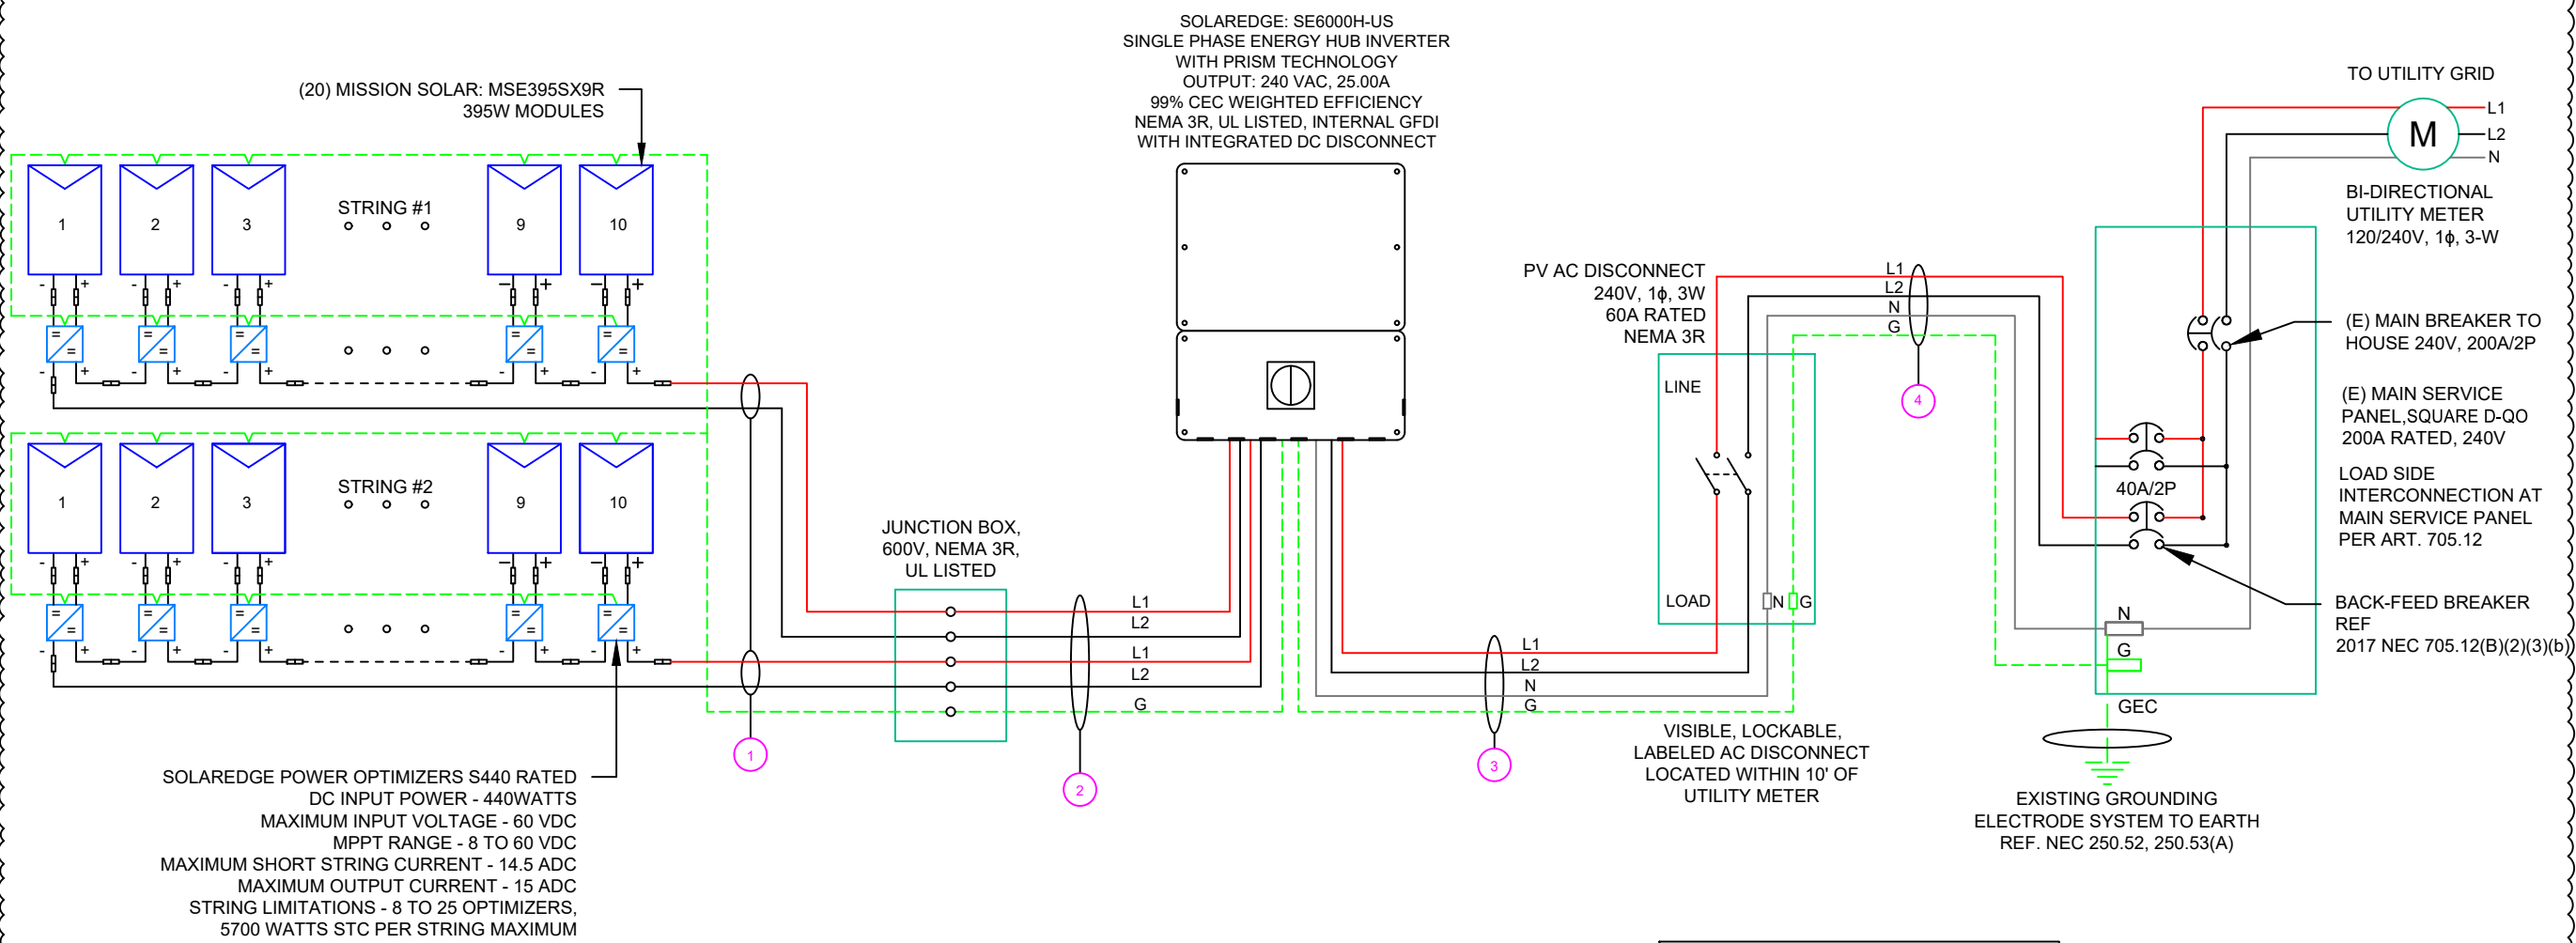 SOLAREDGE: SE6000H-US
SINGLE PHASE ENERGY HUB INVERTER
WITH PRISM TECHNOLOGY
OUTPUT: 240 VAC, 25.00A
99% CEC WEIGHTED EFFICIENCY
NEMA 3R, UL LISTED, INTERNAL GFDI
WITH INTEGRATED DC DISCONNECT
(20) MISSION SOLAR: MSE395SX9R
395W MODULES
STRING #1
1 2 3 9 10
- + - + - + - + - +
= = = = = = = = = =
- + - + - + - + - +
STRING #2
1 2 3 9 10
- + - + - + - + - +
= = = = = = = = = =
- + - + - + - + - +
SOLAREDGE POWER OPTIMIZERS S440 RATED
DC INPUT POWER - 440WATTS
MAXIMUM INPUT VOLTAGE - 60 VDC
MPPT RANGE - 8 TO 60 VDC
MAXIMUM SHORT STRING CURRENT - 14.5 ADC
MAXIMUM OUTPUT CURRENT - 15 ADC
STRING LIMITATIONS - 8 TO 25 OPTIMIZERS,
5700 WATTS STC PER STRING MAXIMUM
1
JUNCTION BOX,
600V, NEMA 3R,
UL LISTED
L1
L2
L1
L2
G
2
L1
L2
N
G
3
PV AC DISCONNECT
240V, 1ϕ, 3W
60A RATED
NEMA 3R
LINE
LOAD
N G
VISIBLE, LOCKABLE,
LABELED AC DISCONNECT
LOCATED WITHIN 10' OF
UTILITY METER
L1
L2
N
G
4
TO UTILITY GRID
M
L1
L2
N
BI-DIRECTIONAL
UTILITY METER
120/240V, 1ϕ, 3-W
(E) MAIN BREAKER TO
HOUSE 240V, 200A/2P
(E) MAIN SERVICE
PANEL,SQUARE D-QO
200A RATED, 240V
LOAD SIDE
INTERCONNECTION AT
MAIN SERVICE PANEL
PER ART. 705.12
40A/2P
BACK-FEED BREAKER
REF
2017 NEC 705.12(B)(2)(3)(b)
N
G
GEC
EXISTING GROUNDING
ELECTRODE SYSTEM TO EARTH
REF. NEC 250.52, 250.53(A)